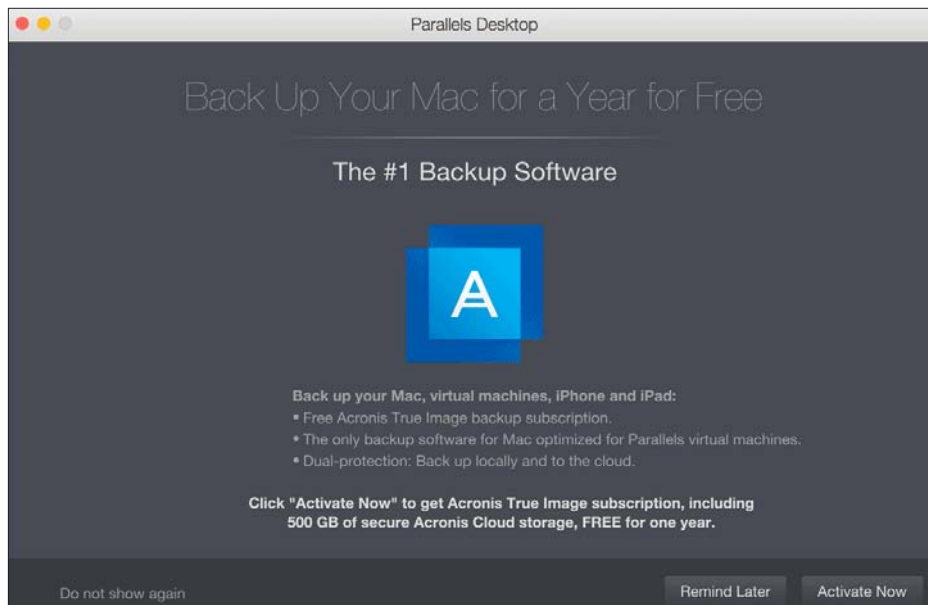 Parallels Desktop
Back Up Your Mac for a Year for Free
The #1 Backup Software
A
Back up your Mac, virtual machines, iPhone and iPad:
• Free Acronis True Image backup subscription.
• The only backup software for Mac optimized for Parallels virtual machines.
• Dual-protection: Back up locally and to the cloud.
Click "Activate Now" to get Acronis True Image subscription, including
500 GB of secure Acronis Cloud storage, FREE for one year.
Do not show again
Remind Later
Activate Now